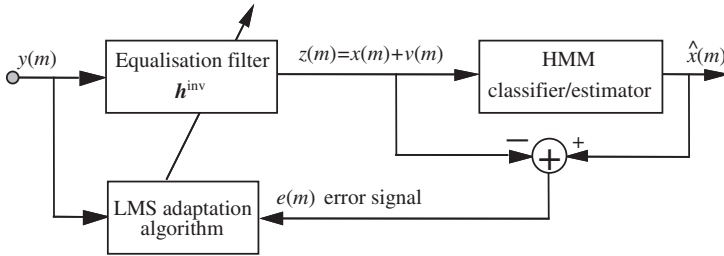 y(m)
Equalisation filter
h^inv
z(m)=x(m)+v(m)
HMM
classifier/estimator
x̂(m)
− +
+
LMS adaptation
algorithm
e(m) error signal